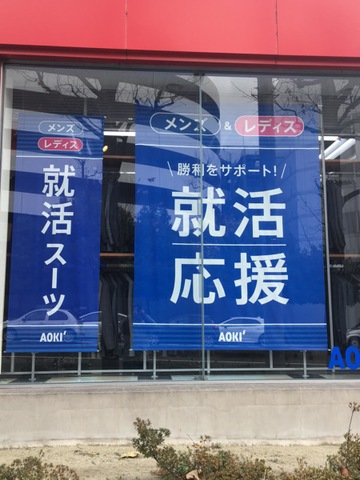 メンズ
レディス
就活スーツ
AOKI'
メンズ & レディス
\勝利をサポート!/
就活
応援
AOKI'
AO